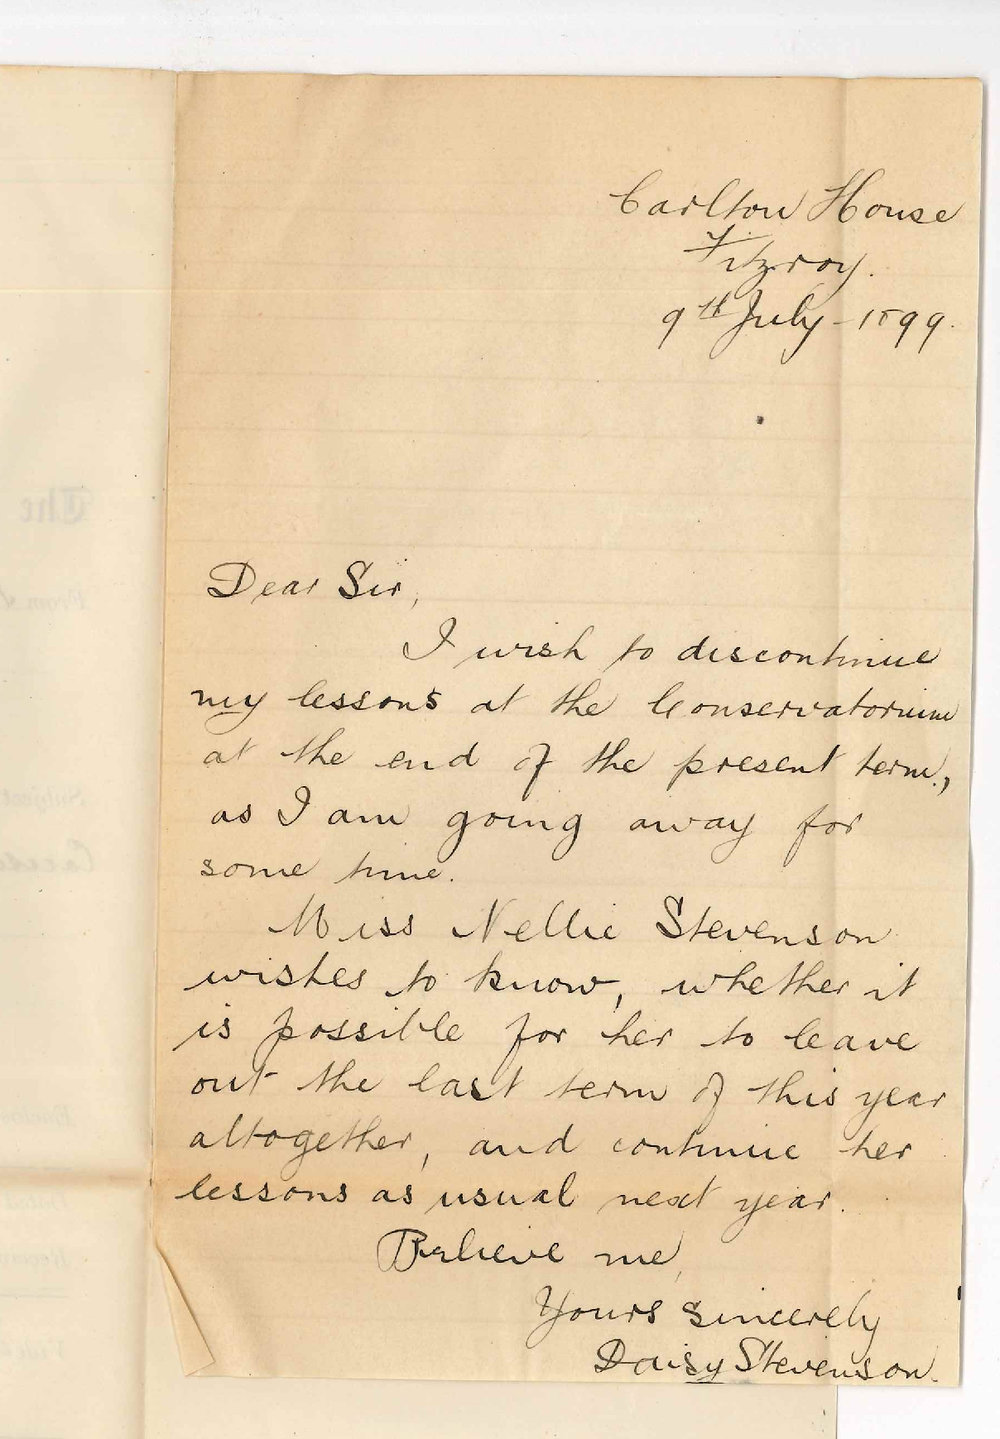 Carlton House
Fitzroy.
9th July - 1899.
Dear Sir,
I wish to discontinue
my lessons at the Conservatorium
at the end of the present term,
as I am going away for
some time.
Miss Nellie Stevenson
wishes to know, whether it
is possible for her to leave
out the last term of this year
altogether, and continue her
lessons as usual next year.
Believe me,
Yours sincerely
Daisy Stevenson.
The
From
Subject